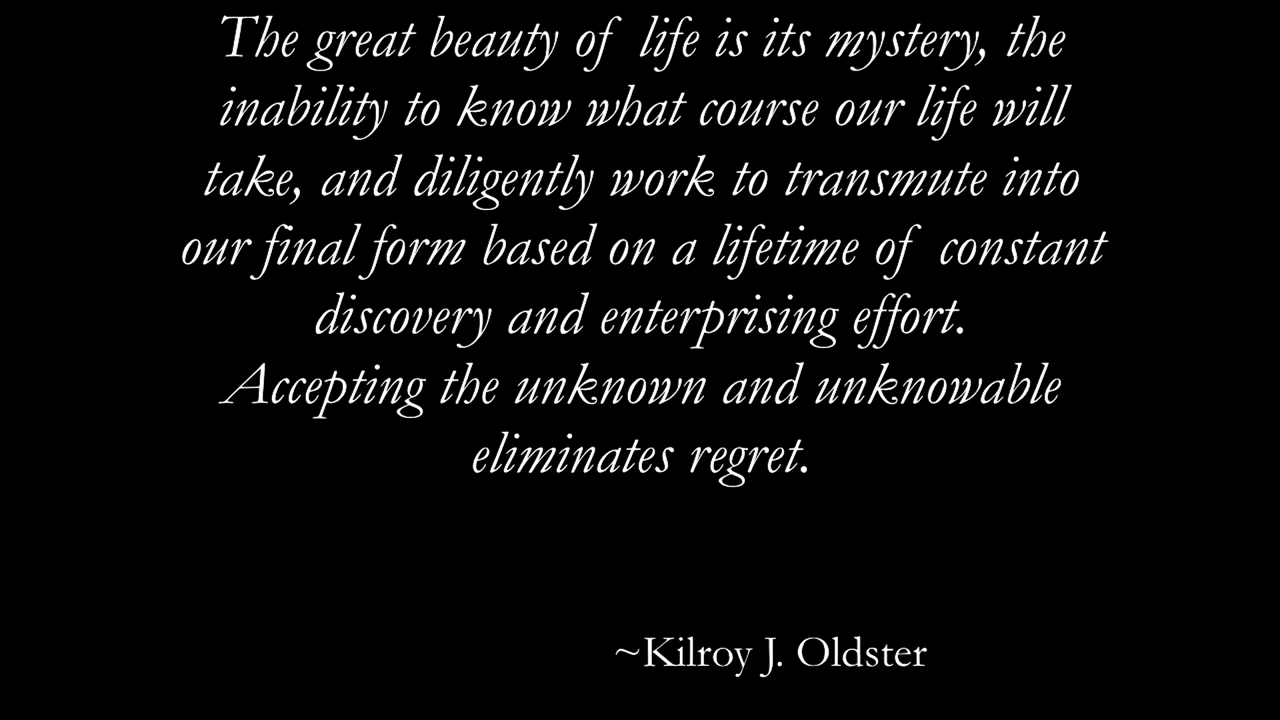 The great beauty of life is its mystery, the
inability to know what course our life will
take, and diligently work to transmute into
our final form based on a lifetime of constant
discovery and enterprising effort.
Accepting the unknown and unknowable
eliminates regret.
~Kilroy J. Oldster